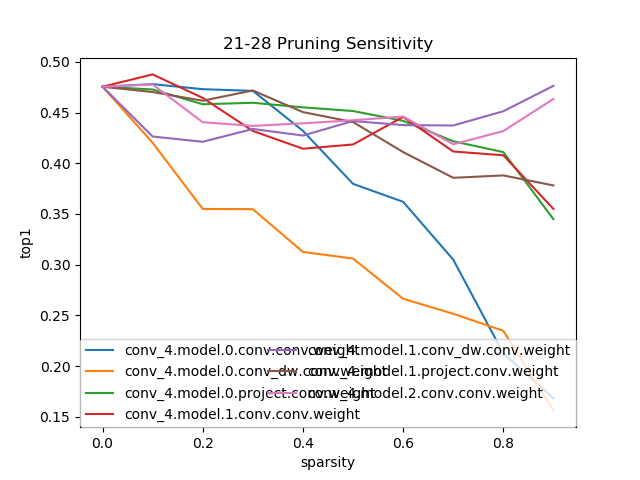 21-28 Pruning Sensitivity
0.50
0.45
0.40
0.35
0.30
0.25
0.20
0.15
top1
0.0
0.2
0.4
0.6
0.8
sparsity
conv_4.model.0.conv.conv.weight
conv_4.model.0.conv_dw.conv.weight
conv_4.model.0.project.conv.weight
conv_4.model.1.conv.conv.weight
conv_4.model.1.conv_dw.conv.weight
conv_4.model.1.project.conv.weight
conv_4.model.2.conv.conv.weight